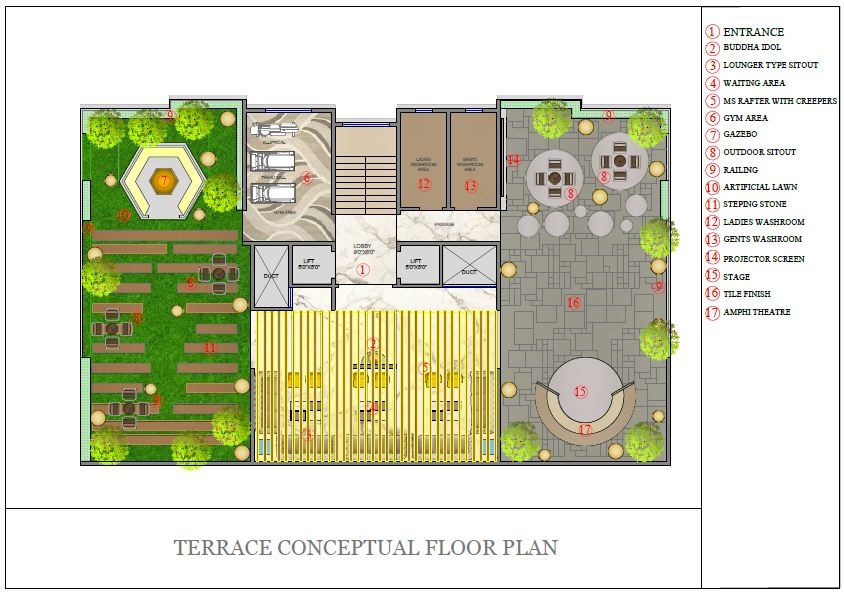 1 ENTRANCE
2 BUDDHA IDOL
3 LOUNGER TYPE SITOUT
4 WAITING AREA
5 MS RAFTER WITH CREEPERS
6 GYM AREA
7 GAZEBO
8 OUTDOOR SITOUT
9 RAILING
10 ARTIFICIAL LAWN
11 STEPING STONE
12 LADIES WASHROOM
13 GENTS WASHROOM
14 PROJECTOR SCREEN
15 STAGE
16 TILE FINISH
17 AMPHI THEATRE
9
9
ELLIPTICAL
TREAD MILL
6
GYM AREA
LADIES
WASHROOM
AREA
12
GENTS
WASHROOM
AREA
13
14
8
8
7
10
9
PASSAGE
LOBBY
9'0"X8'0"
1
LIFT
5'0"X5'0"
LIFT
5'0"X5'0"
DUCT
DUCT
8
8
8
11
16
9
2
5
4
3
15
17
TERRACE CONCEPTUAL FLOOR PLAN